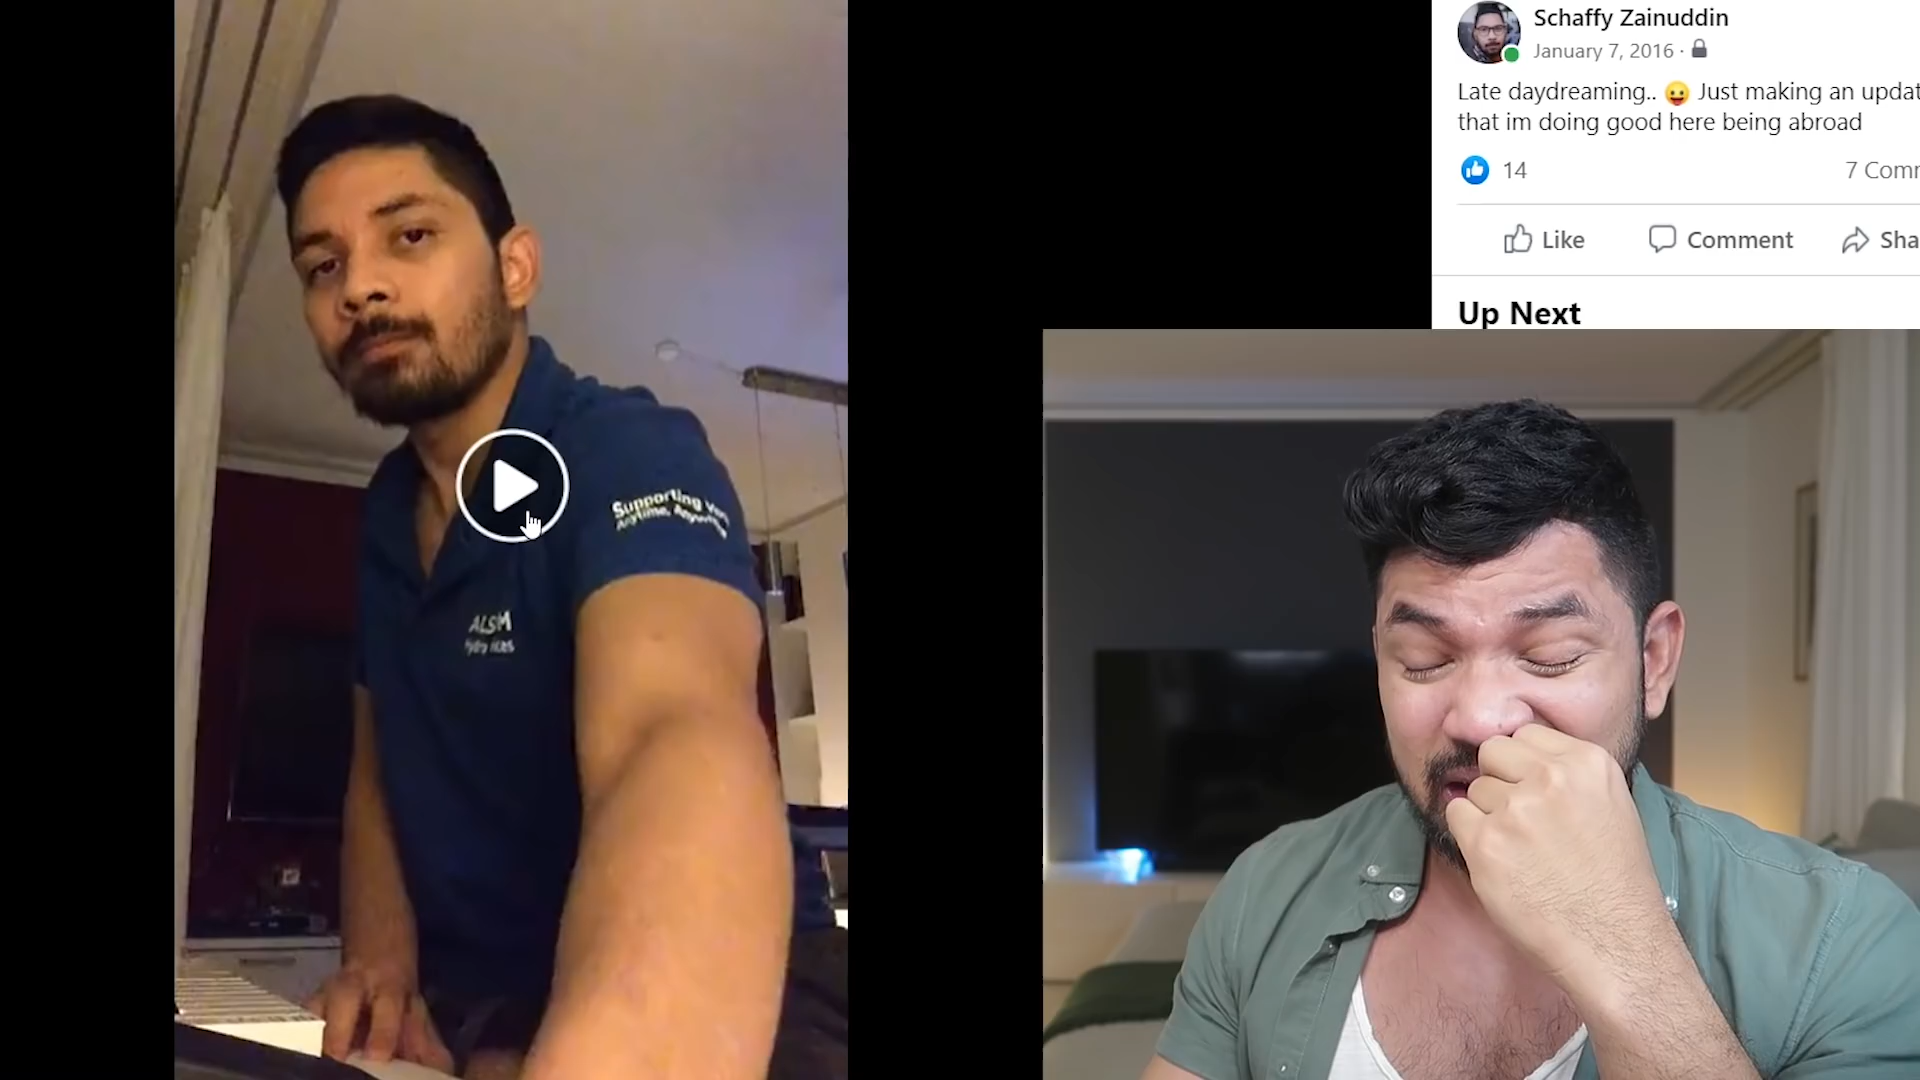 Schaffy Zainuddin
January 7, 2016 ·
Late daydreaming.. 😛 Just making an updat
that im doing good here being abroad
14
7 Comm
Like
Comment
Sha
Up Next
Supporting
Anytime,